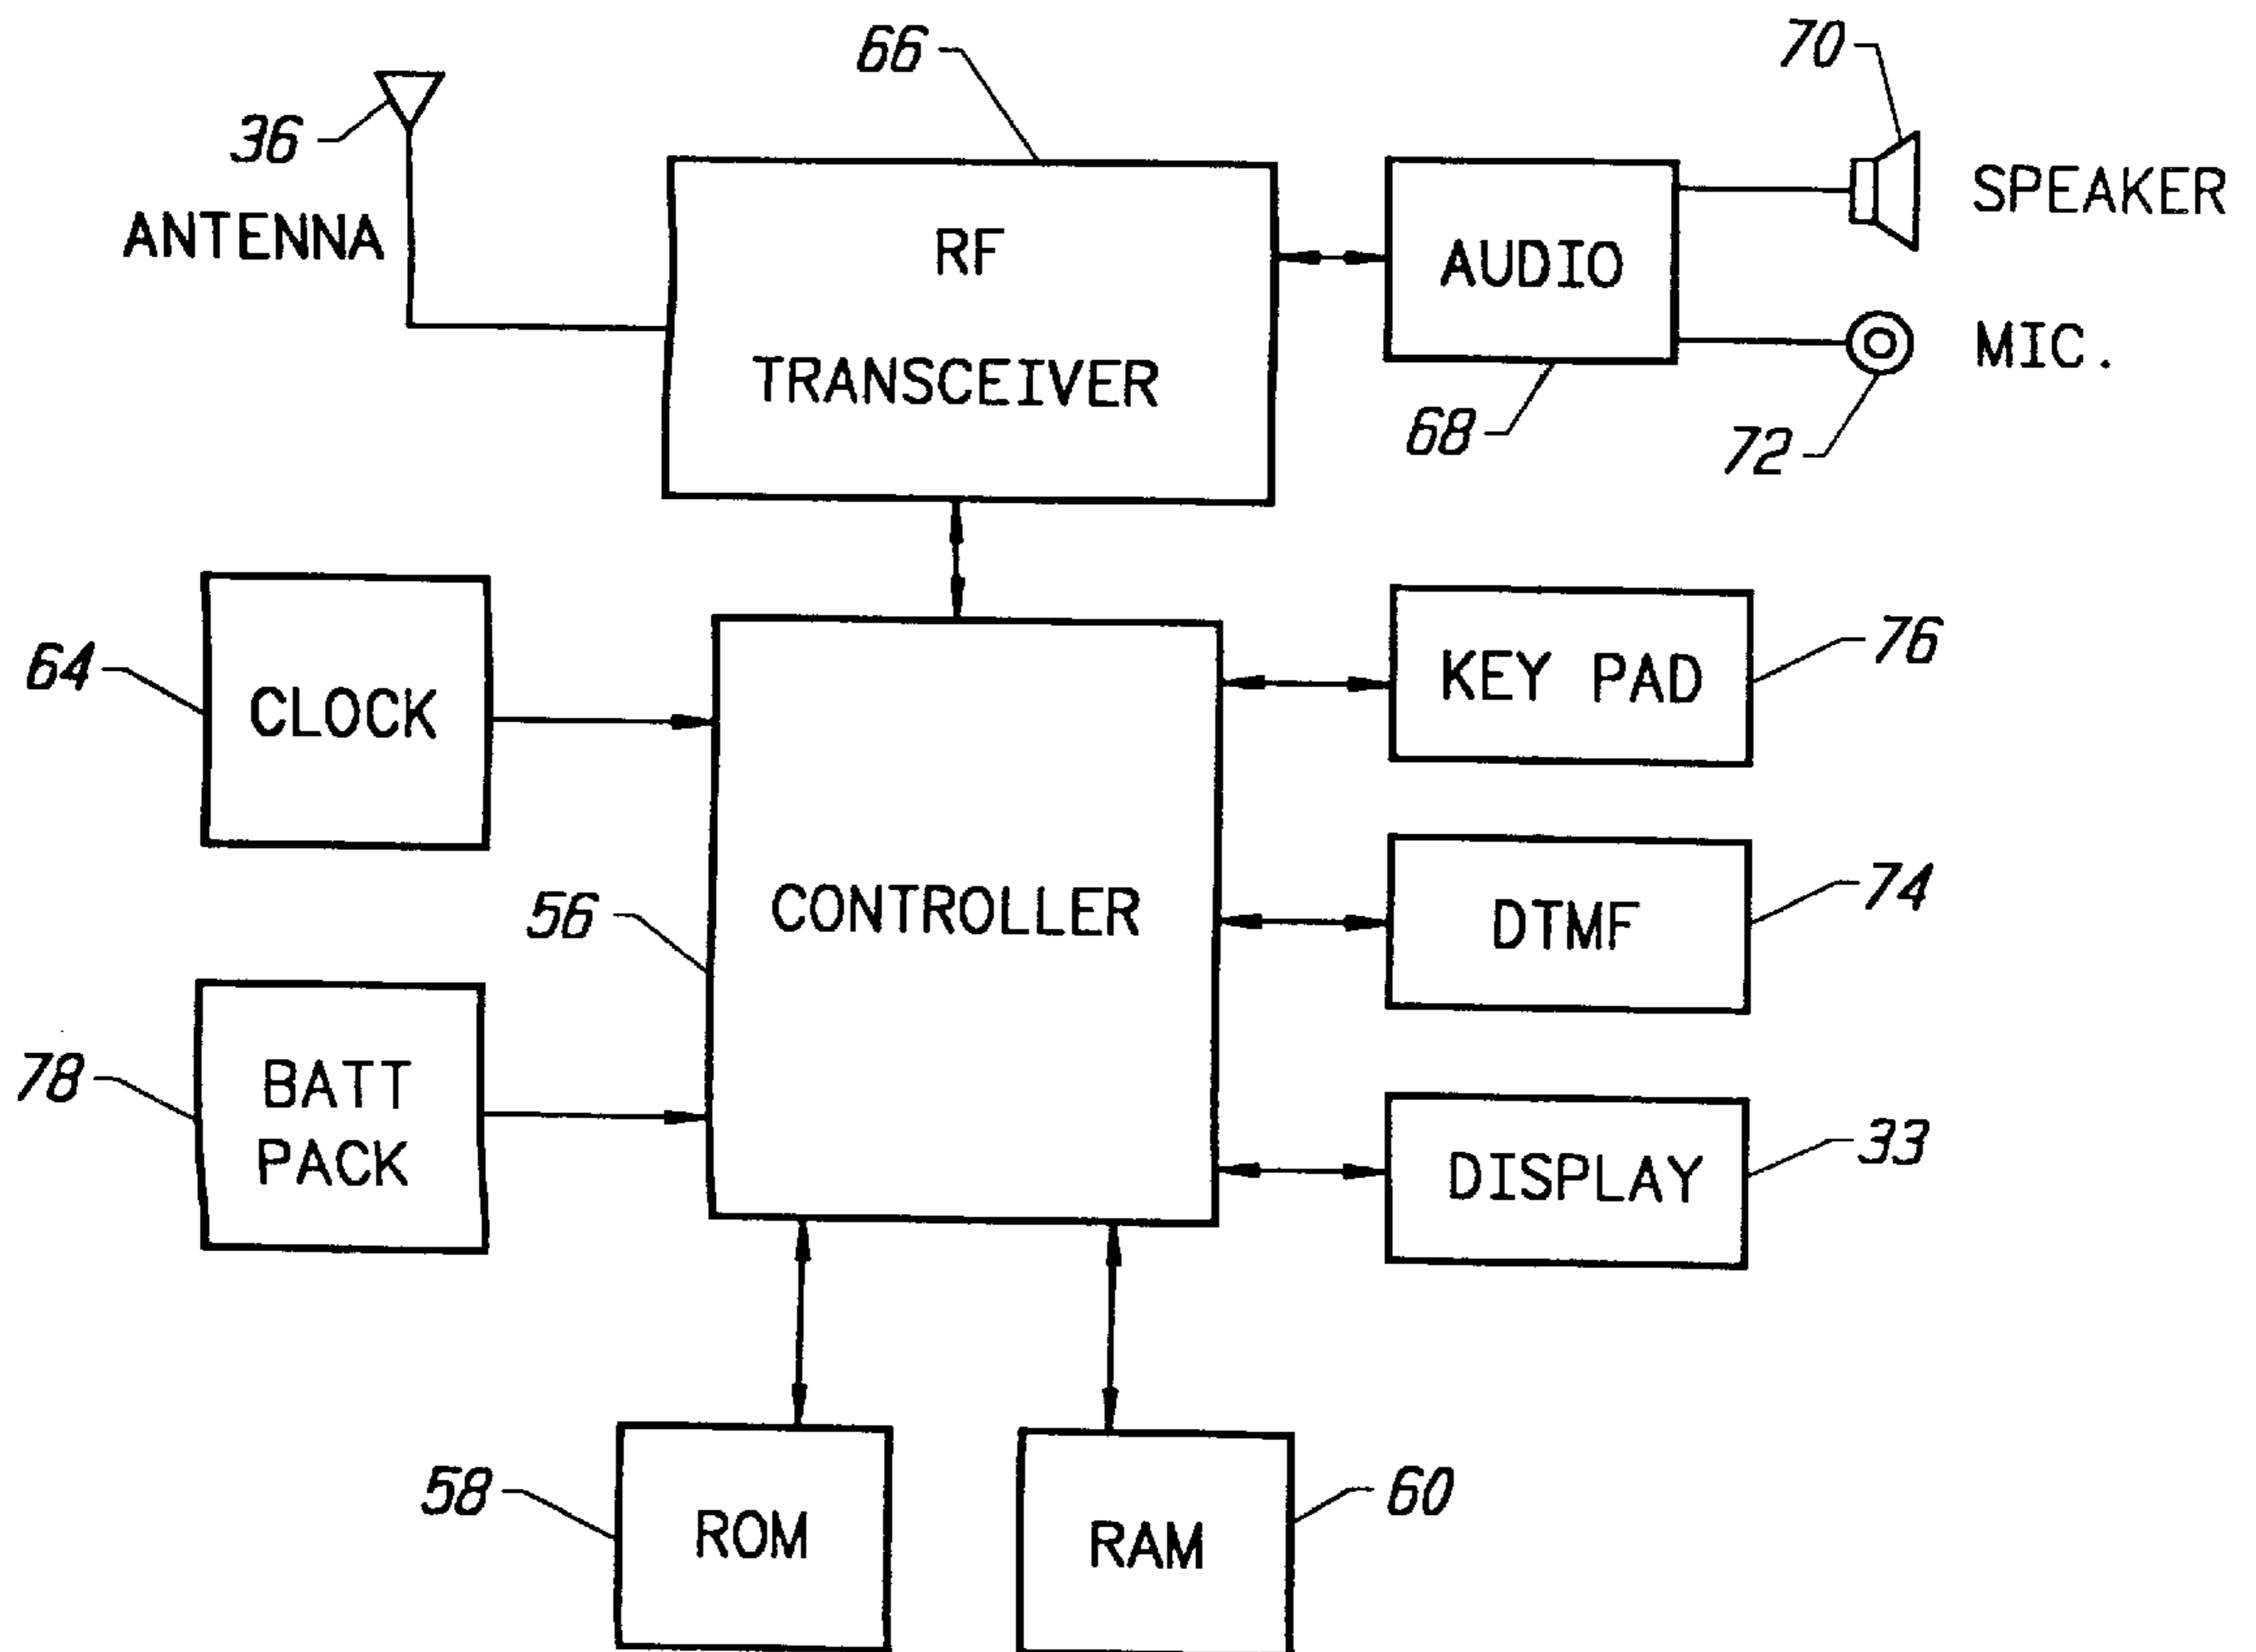 66
70
36
ANTENNA
RF
TRANSCEIVER
AUDIO
SPEAKER
MIC.
68
72
64
CLOCK
KEY PAD
76
56
CONTROLLER
DTMF
74
78
BATT
PACK
DISPLAY
33
58
ROM
RAM
60